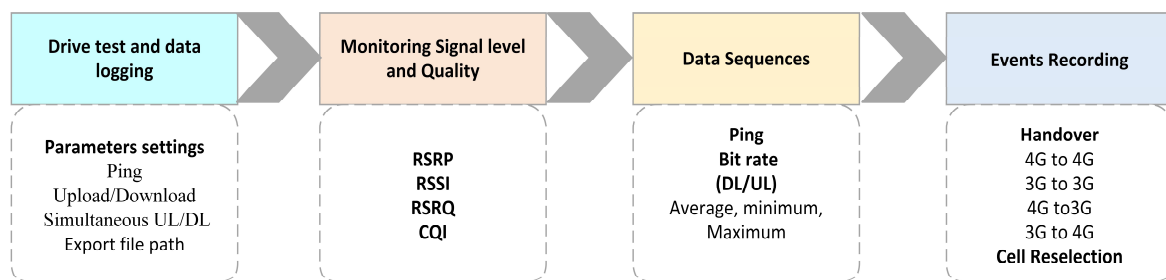 Drive test and data
logging
Parameters settings
Ping
Upload/Download
Simultaneous UL/DL
Export file path
Monitoring Signal level
and Quality
RSRP
RSSI
RSRQ
CQI
Data Sequences
Ping
Bit rate
(DL/UL)
Average, minimum,
Maximum
Events Recording
Handover
4G to 4G
3G to 3G
4G to3G
3G to 4G
Cell Reselection